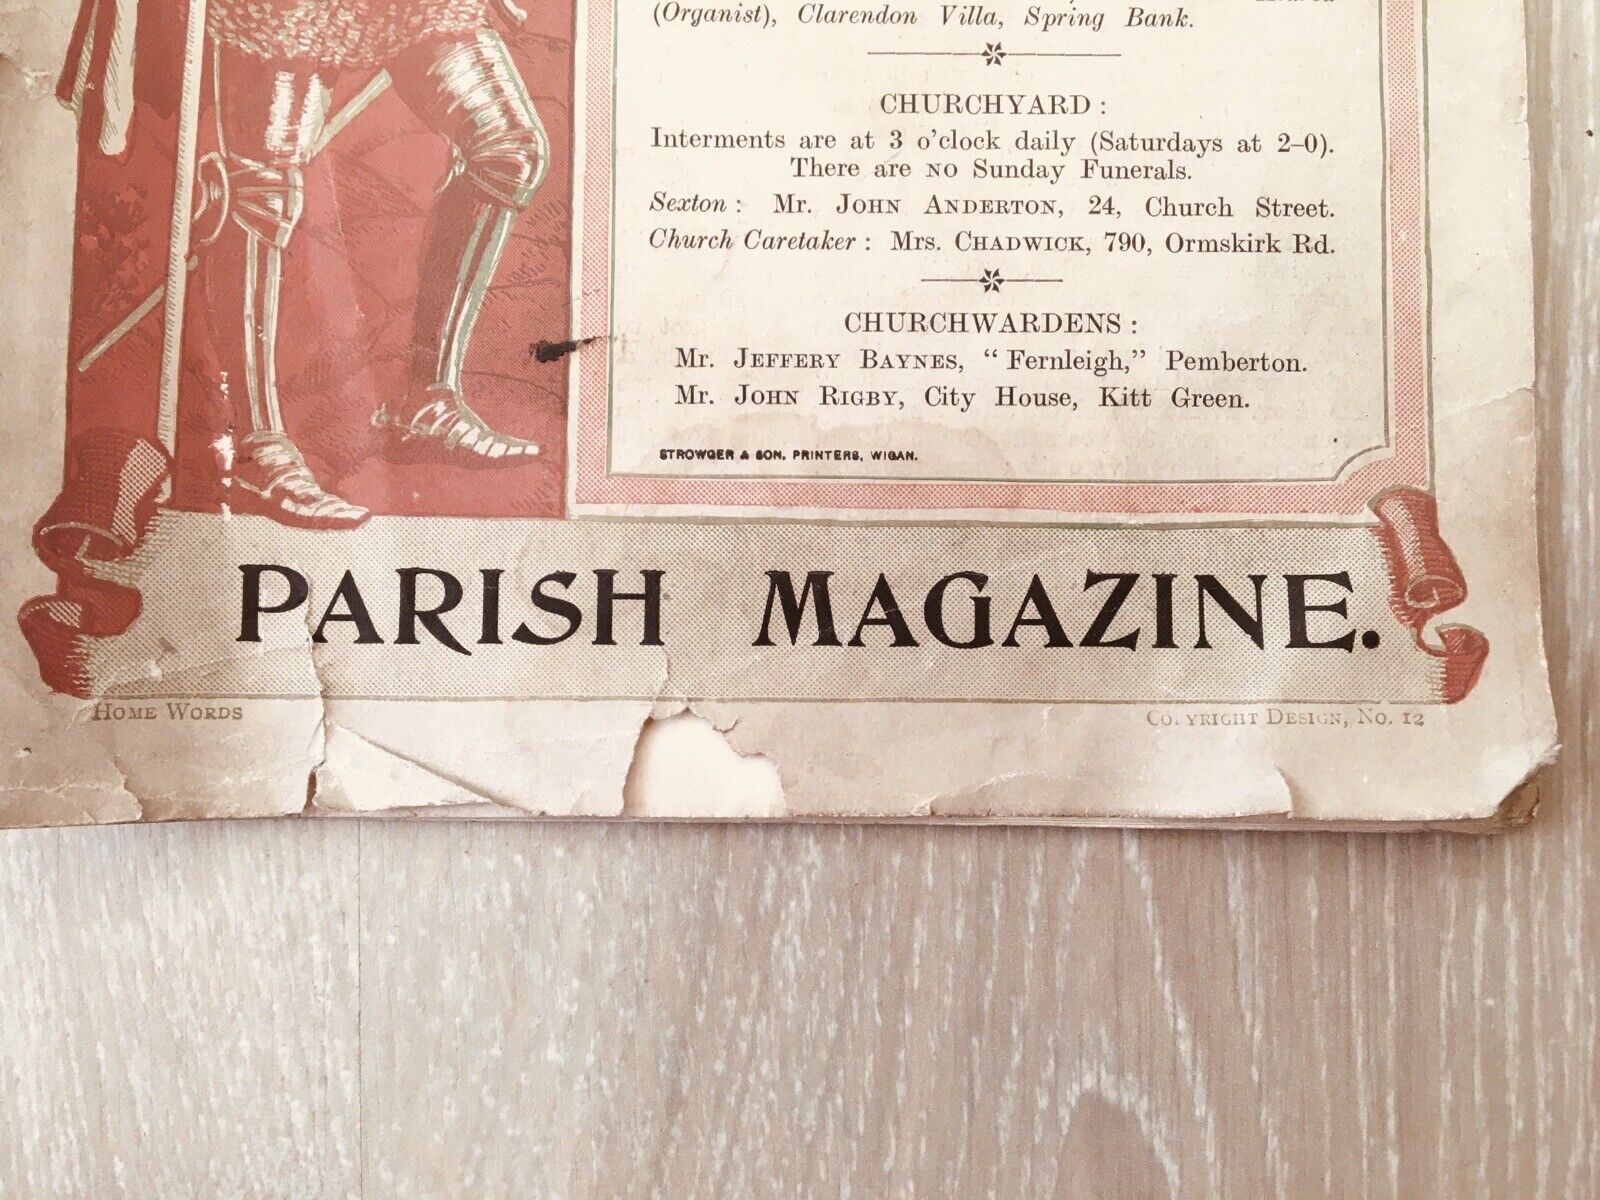 (Organist), Clarendon Villa, Spring Bank.
CHURCHYARD :
Interments are at 3 o'clock daily (Saturdays at 2–0).
There are NO Sunday Funerals.
Sexton : Mr. JOHN ANDERTON, 24, Church Street.
Church Caretaker : Mrs. CHADWICK, 790, Ormskirk Rd.
CHURCHWARDENS :
Mr. JEFFERY BAYNES, “ Fernleigh,” Pemberton.
Mr. JOHN RIGBY, City House, Kitt Green.
STROWGER & SON, PRINTERS, WIGAN.
PARISH MAGAZINE.
HOME WORDS
COPYRIGHT DESIGN, NO. 12